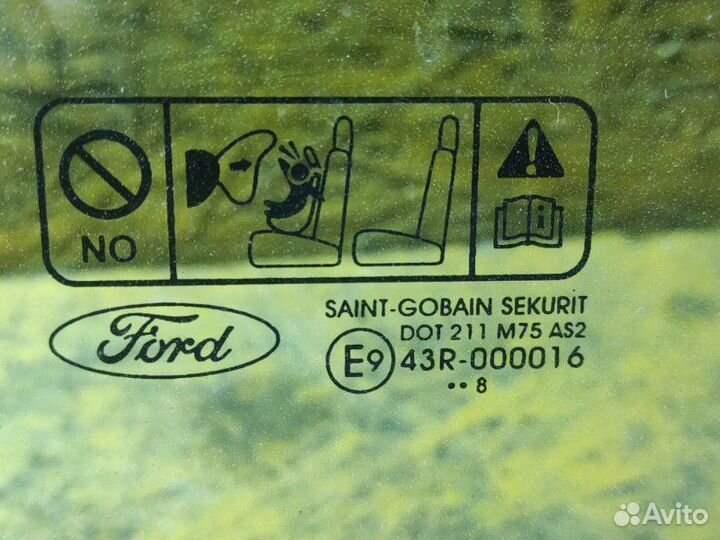 NO
i
Ford
SAINT-GOBAIN SEKURIT
DOT 211 M75 AS2
E9 43R-000016
•• 8
Avito